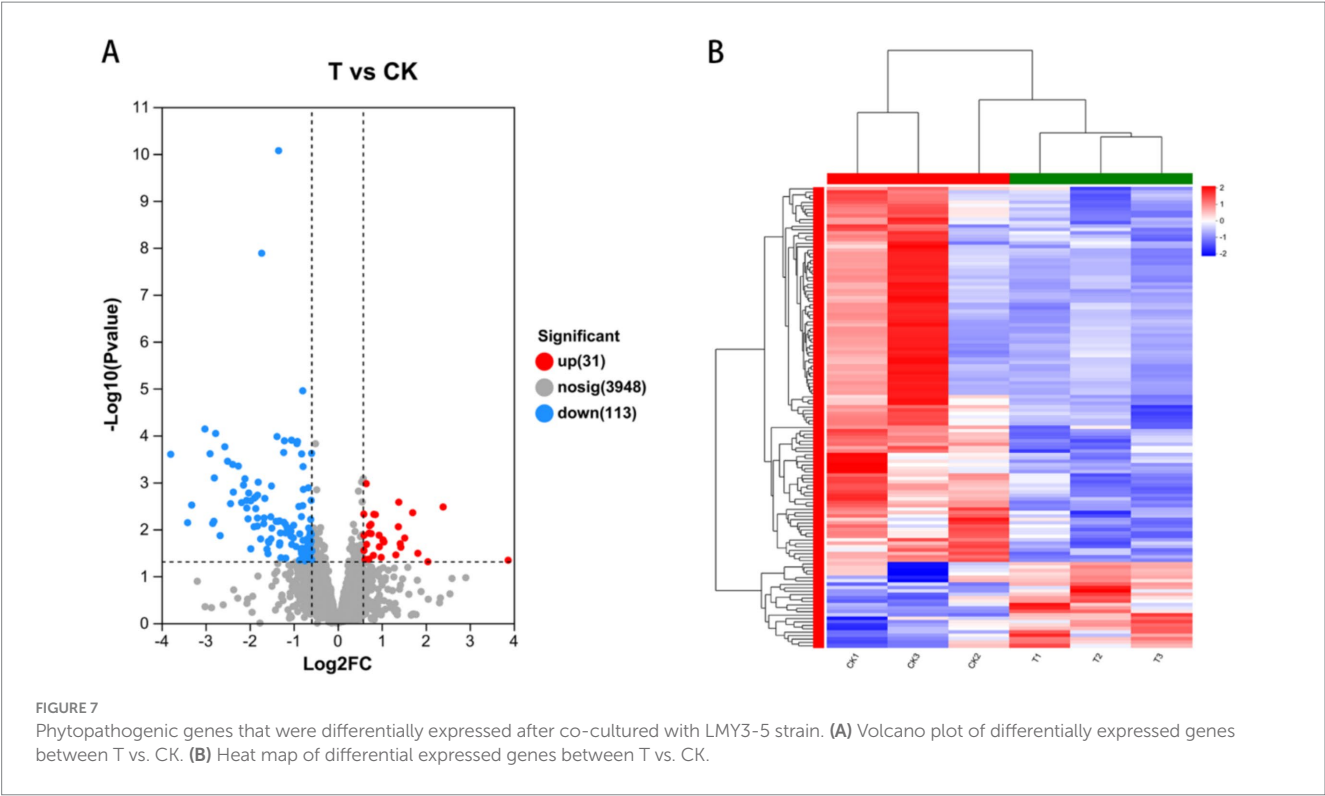 A
T vs CK
11
10
9
8
7
6
5
4
3
2
1
0
-4
-3
-2
-1
0
1
2
3
4
-Log10(Pvalue)
Log2FC
Significant
up(31)
nosig(3948)
down(113)
B
2
1
0
-1
-2
CK1
CK3
CK2
T1
T2
T3
FIGURE 7
Phytopathogenic genes that were differentially expressed after co-cultured with LMY3-5 strain. (A) Volcano plot of differentially expressed genes
between T vs. CK. (B) Heat map of differential expressed genes between T vs. CK.